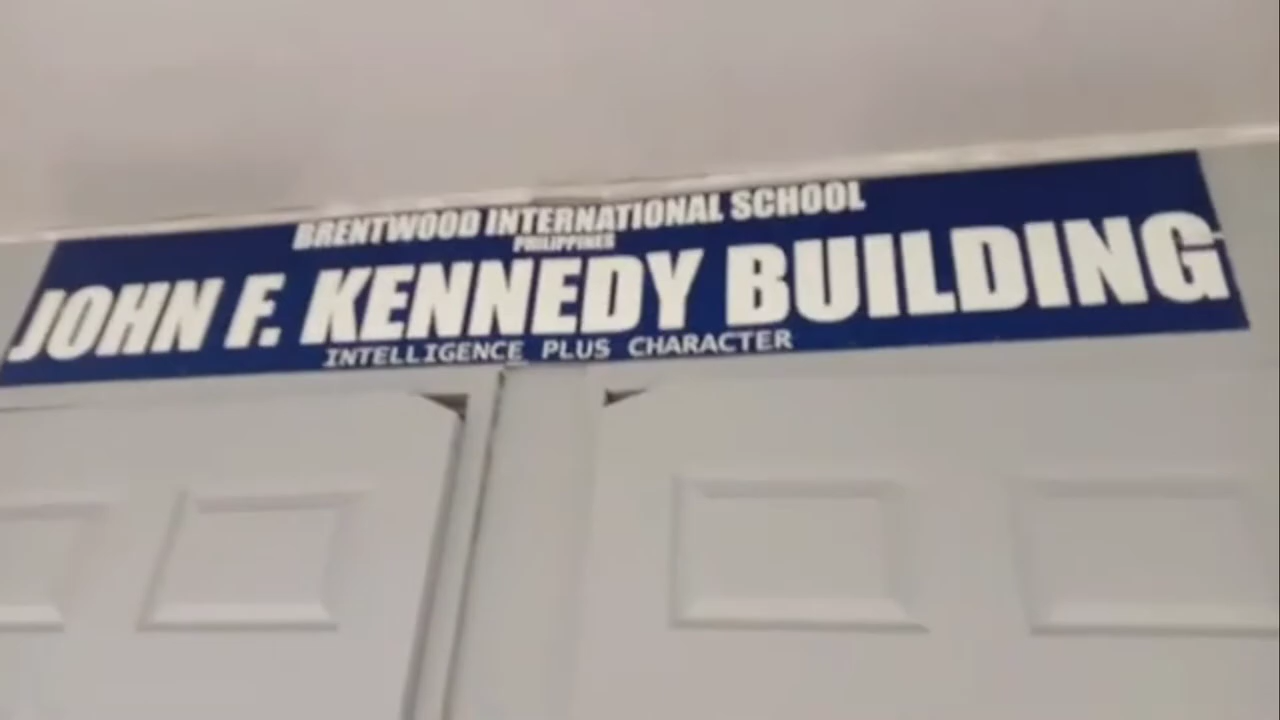 BRENTWOOD INTERNATIONAL SCHOOL
PHILIPPINES
JOHN F. KENNEDY BUILDING
INTELLIGENCE PLUS CHARACTER